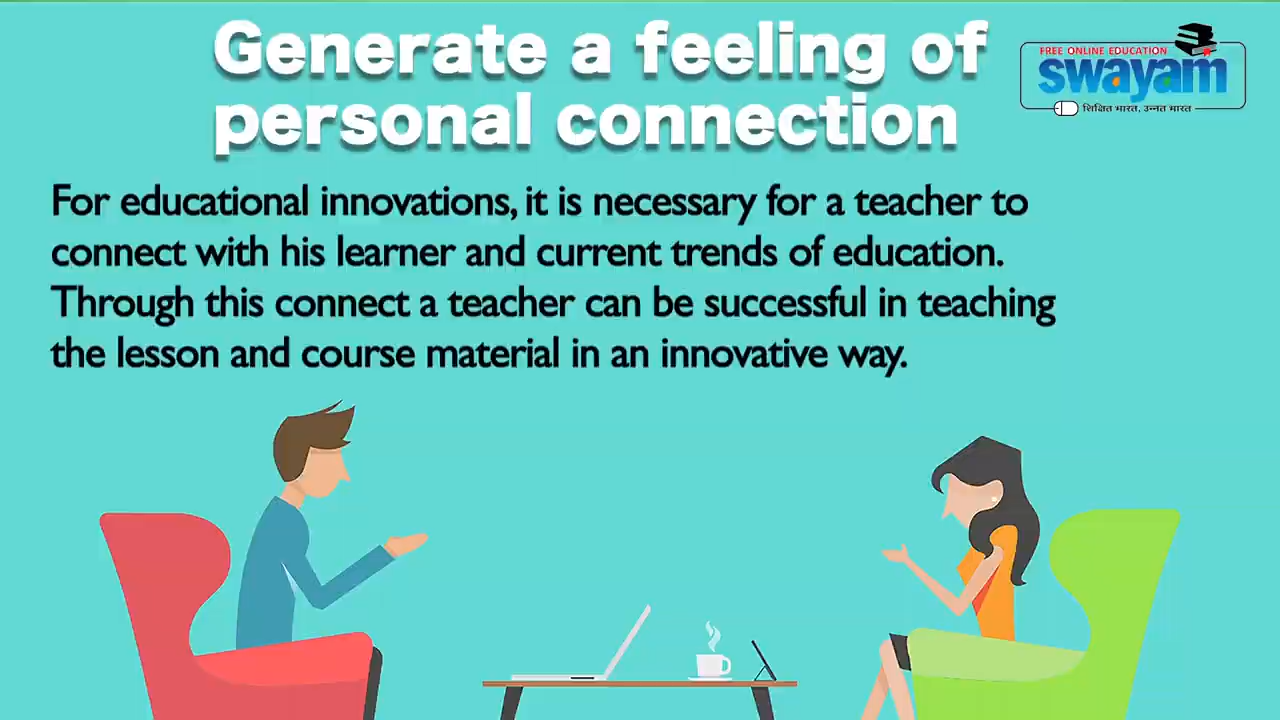 Generate a feeling of
personal connection
FREE ONLINE EDUCATION
swayam
शिक्षित भारत, उन्नत भारत
For educational innovations, it is necessary for a teacher to
connect with his learner and current trends of education.
Through this connect a teacher can be successful in teaching
the lesson and course material in an innovative way.